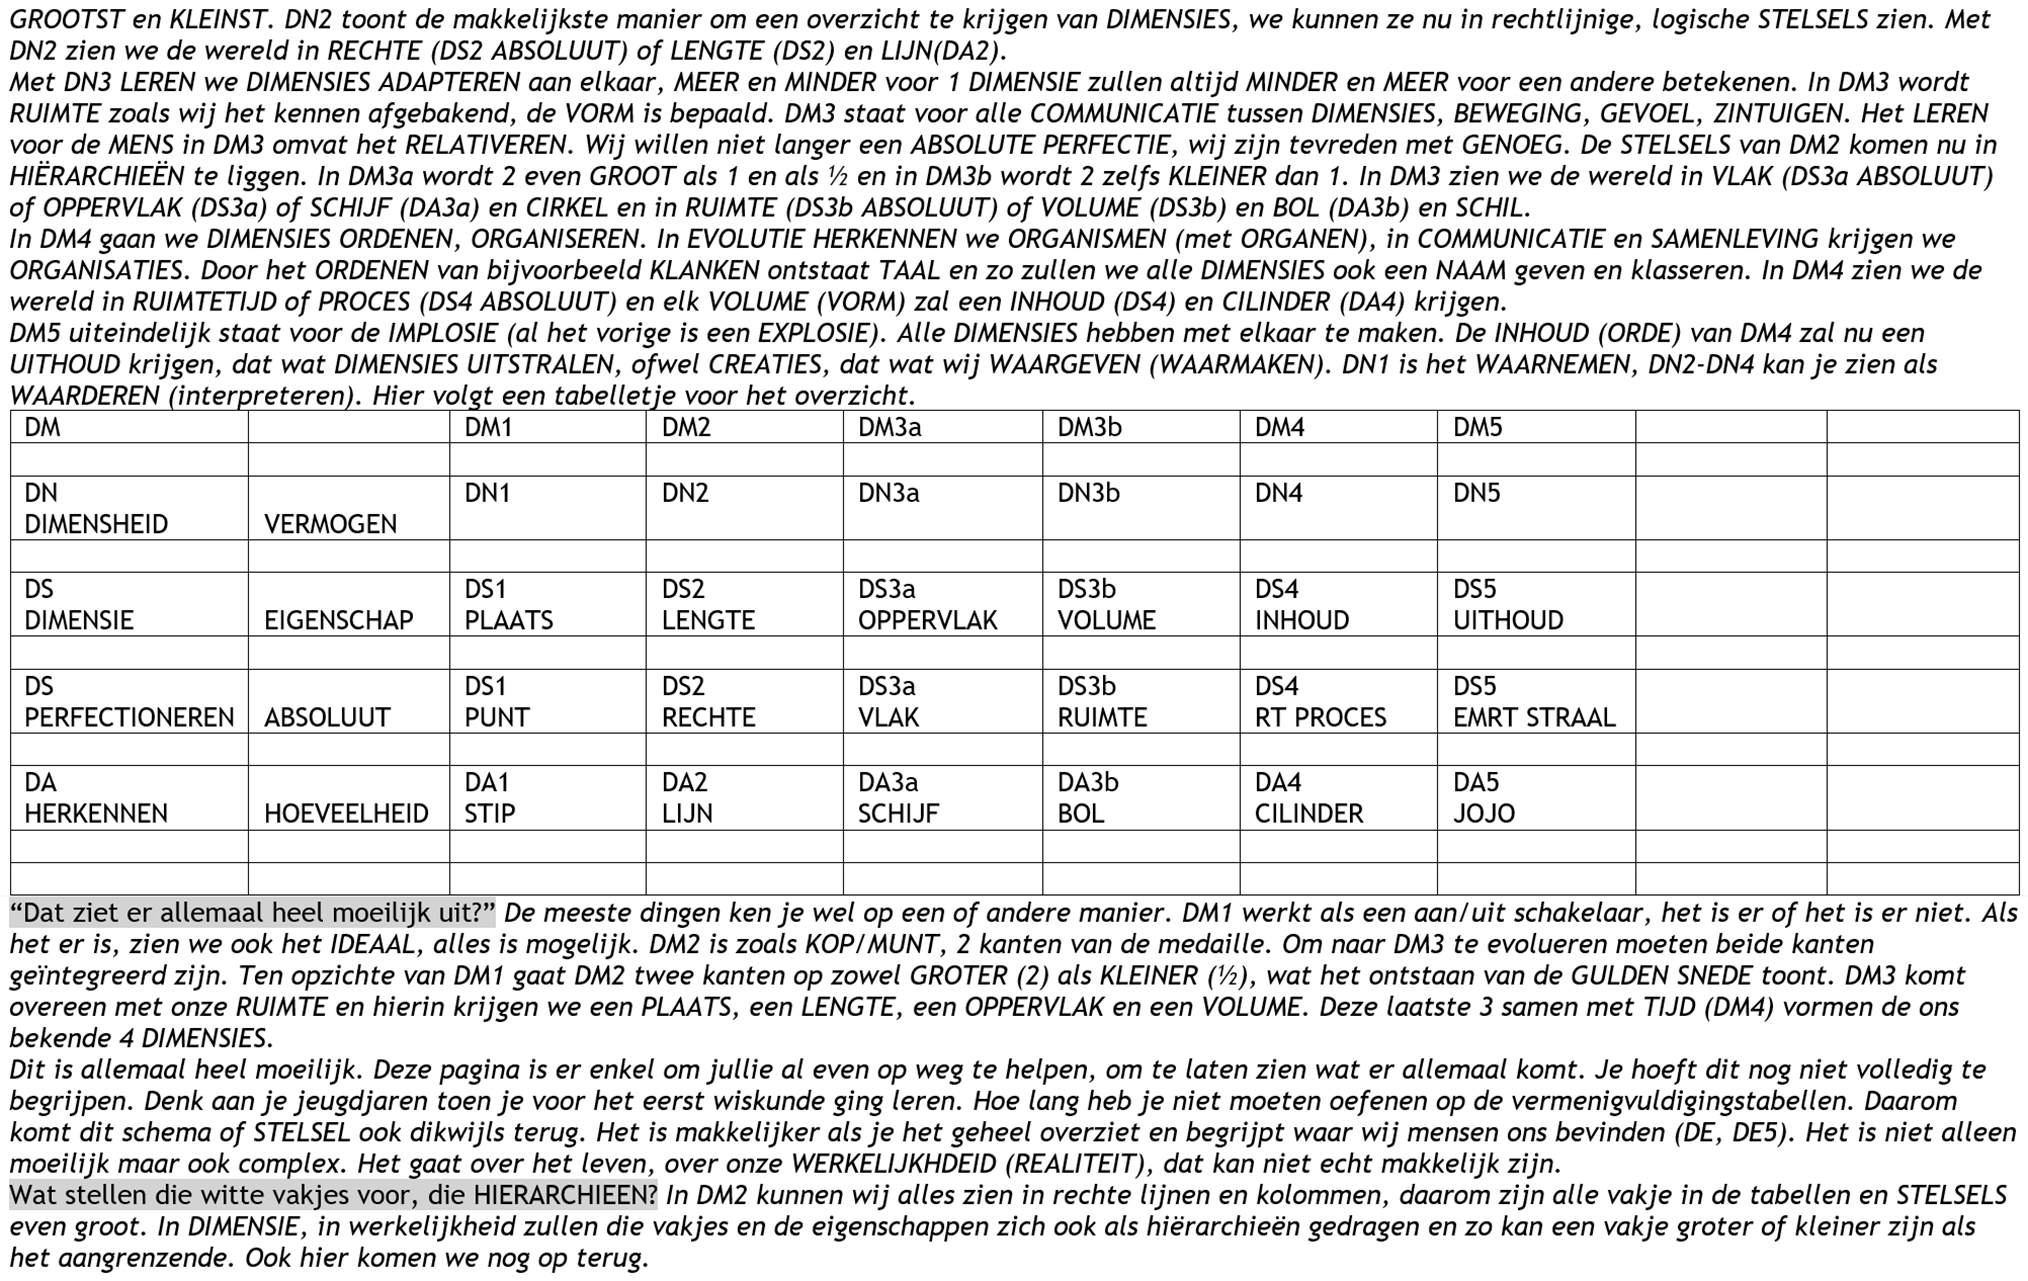 GROOTST en KLEINST. DN2 toont de makkelijkste manier om een overzicht te krijgen van DIMENSIES, we kunnen ze nu in rechtlijnige, logische STELSELS zien. Met
DN2 zien we de wereld in RECHTE (DS2 ABSOLUUT) of LENGTE (DS2) en LIJN(DA2).
Met DN3 LEREN we DIMENSIES ADAPTEREN aan elkaar, MEER en MINDER voor 1 DIMENSIE zullen altijd MINDER en MEER voor een andere betekenen. In DM3 wordt
RUIMTE zoals wij het kennen afgebakend, de VORM is bepaald. DM3 staat voor alle COMMUNICATIE tussen DIMENSIES, BEWEGING, GEVOEL, ZINTUIGEN. Het LEREN
voor de MENS in DM3 omvat het RELATIVEREN. Wij willen niet langer een ABSOLUTE PERFECTIE, wij zijn tevreden met GENOEG. De STELSELS van DM2 komen nu in
HIËRARCHIEEËN te liggen. In DM3a wordt 2 even GROOT als 1 en als ½ en in DM3b wordt 2 zelfs KLEINER dan 1. In DM3 zien we de wereld in VLAK (DS3a ABSOLUUT)
of OPPERVLAK (DS3a) of SCHIJF (DA3a) en CIRKEL en in RUIMTE (DS3b ABSOLUUT) of VOLUME (DS3b) en BOL (DA3b) en SCHIL.
In DM4 gaan we DIMENSIES ORDENEN, ORGANISEREN. In EVOLUTIE HERKENNEN we ORGANISMEN (met ORGANEN), in COMMUNICATIE en SAMENLEVING krijgen we
ORGANISATIES. Door het ORDENEN van bijvoorbeeld KLANKEN ontstaat TAAL en zo zullen we alle DIMENSIES ook een NAAM geven en klasseren. In DM4 zien we de
wereld in RUIMTETIJD of PROCES (DS4 ABSOLUUT) en elk VOLUME (VORM) zal een INHOUD (DS4) en CILINDER (DA4) krijgen.
DM5 uiteindelijk staat voor de IMPLOSIE (al het vorige is een EXPLOSIE). Alle DIMENSIES hebben met elkaar te maken. De INHOUD (ORDE) van DM4 zal nu een
UITHOUD krijgen, dat wat DIMENSIES UITSTRALEN, ofwel CREATIES, dat wat wij WAARGEVEN (WAARMAKEN). DN1 is het WAARNEMEN, DN2-DN4 kan je zien als
WAARDEREN (interpreteren). Hier volgt een tabelletje voor het overzicht.
DM DM1 DM2 DM3a DM3b DM4 DM5
DN DN1 DN2 DN3a DN3b DN4 DN5
DIMENSHEID VERMOGEN
DS DS1 DS2 DS3a DS3b DS4 DS5
DIMENSIE EIGENSCHAP PLAATS LENGTE OPPERVLAK VOLUME INHOUD UITHOUD
DS DS1 DS2 DS3a DS3b DS4 DS5
PERFECTIONEREN ABSOLUUT PUNT RECHTE VLAK RUIMTE RT PROCES EMRT STRAAL
DA DA1 DA2 DA3a DA3b DA4 DA5
HERKENNEN HOEVEELHEID STIP LIJN SCHIJF BOL CILINDER JOJO
“Dat ziet er allemaal heel moeilijk uit?” De meeste dingen ken je wel op een of andere manier. DM1 werkt als een aan/uit schakelaar, het is er of het is er niet. Als
het er is, zien we ook het IDEAAL, alles is mogelijk. DM2 is zoals KOP/MUNT, 2 kanten van de medaille. Om naar DM3 te evolueren moeten beide kanten
geïntegreerd zijn. Ten opzichte van DM1 gaat DM2 twee kanten op zowel GROTER (2) als KLEINER (½), wat het ontstaan van de GULDEN SNEDE toont. DM3 komt
overeen met onze RUIMTE en hierin krijgen we een PLAATS, een LENGTE, een OPPERVLAK en een VOLUME. Deze laatste 3 samen met TIJD (DM4) vormen de ons
bekende 4 DIMENSIES.
Dit is allemaal heel moeilijk. Deze pagina is er enkel om jullie al even op weg te helpen, om te laten zien wat er allemaal komt. Je hoeft dit nog niet volledig te
begrijpen. Denk aan je jeugdjaren toen je voor het eerst wiskunde ging leren. Hoe lang heb je niet moeten oefenen op de vermenigvuldigingstabellen. Daarom
komt dit schema of STELSEL ook dikwijls terug. Het is makkelijker als je het geheel overziet en begrijpt waar wij mensen ons bevinden (DE, DE5). Het is niet alleen
moeilijk maar ook complex. Het gaat over het leven, over onze WERKELIJKHDEID (REALITEIT), dat kan niet echt makkelijk zijn.
Wat stellen die witte vakjes voor, die HIERARCHIEEN? In DM2 kunnen wij alles zien in rechte lijnen en kolommen, daarom zijn alle vakje in de tabellen en STELSELS
even groot. In DIMENSIE, in werkelijkheid zullen die vakjes en de eigenschappen zich ook als hiërarchieën gedragen en zo kan een vakje groter of kleiner zijn als
het aangrenzende. Ook hier komen we nog op terug.